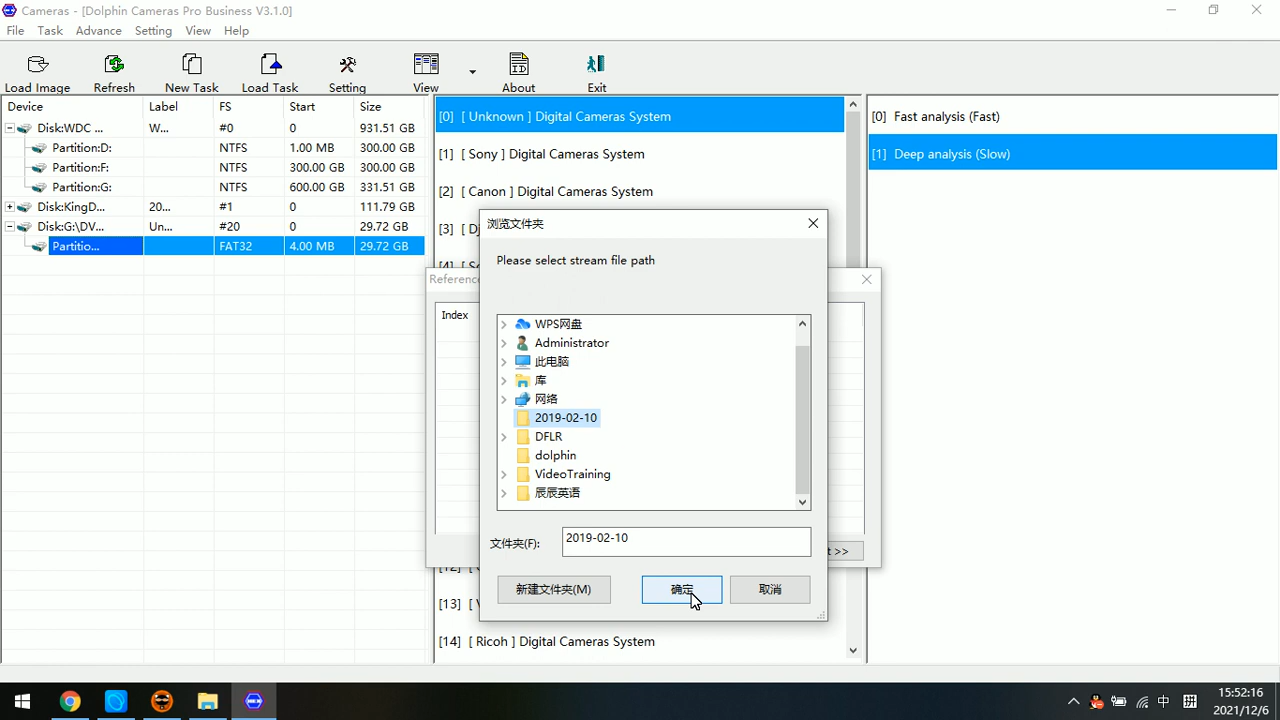 Cameras - [Dolphin Cameras Pro Business V3.1.0]
File Task Advance Setting View Help
Load Image Refresh New Task Load Task Setting View About Exit
Device Label FS Start Size
Disk:WDC ... W... #0 0 931.51 GB
Partition:D: NTFS 1.00 MB 300.00 GB
Partition:F: NTFS 300.00 GB 300.00 GB
Partition:G: NTFS 600.00 GB 331.51 GB
Disk:KingD... 20... #1 0 111.79 GB
Disk:G:\DV... Un... #20 0 29.72 GB
Partitio... FAT32 4.00 MB 29.72 GB
[0] [ Unknown ] Digital Cameras System
[1] [ Sony ] Digital Cameras System
[2] [ Canon ] Digital Cameras System
[3] [ Dj
[13] [
[14] [ Ricoh ] Digital Cameras System
[0] Fast analysis (Fast)
[1] Deep analysis (Slow)
Reference
Index
>>
浏览文件夹
Please select stream file path
WPS网盘
Administrator
此电脑
库
网络
2019-02-10
DFLR
dolphin
VideoTraining
辰辰英语
文件夹(F): 2019-02-10
新建文件夹(M) 确定 取消
中 拼
15:52:16
2021/12/6